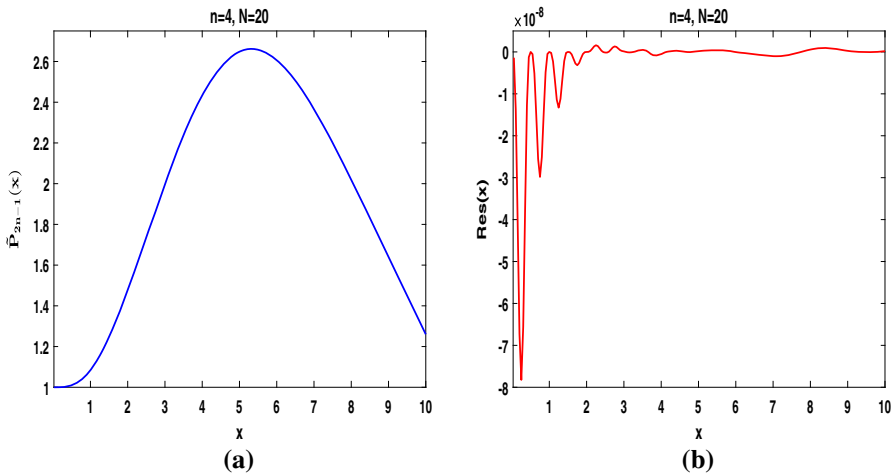 n=4, N=20
2.6
2.4
2.2
2
1.8
1.6
1.4
1.2
1
P̃₂ₙ₋₁(x)
1 2 3 4 5 6 7 8 9 10
x
(a)
n=4, N=20
×10⁻⁸
0
-1
-2
-3
-4
-5
-6
-7
-8
Res(x)
1 2 3 4 5 6 7 8 9 10
x
(b)